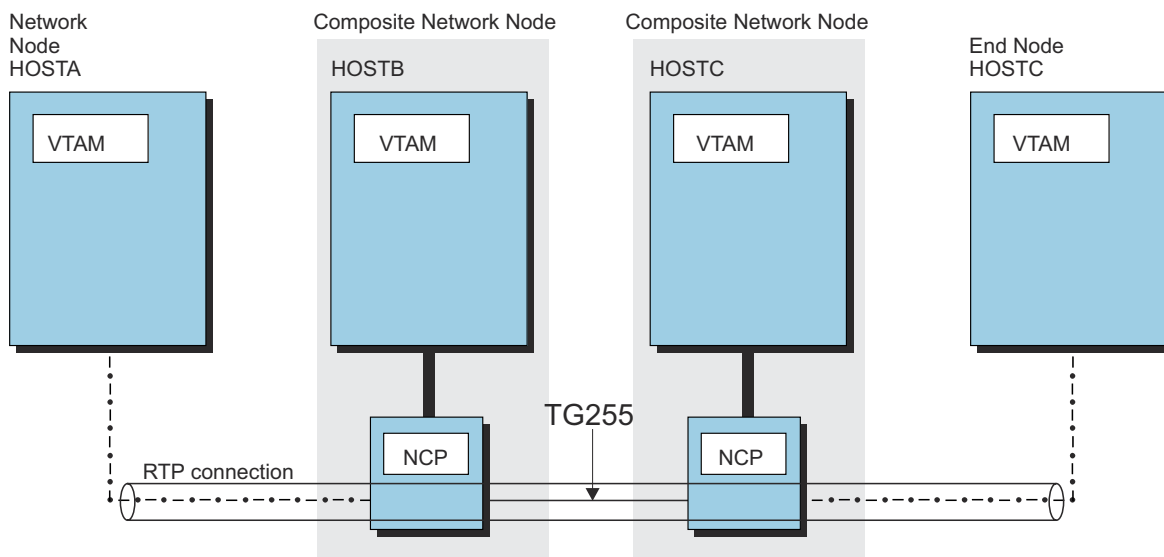 Network
Node
HOSTA
Composite Network Node
Composite Network Node
End Node
HOSTC
HOSTB
HOSTC
VTAM
VTAM
VTAM
VTAM
TG255
NCP
NCP
RTP connection